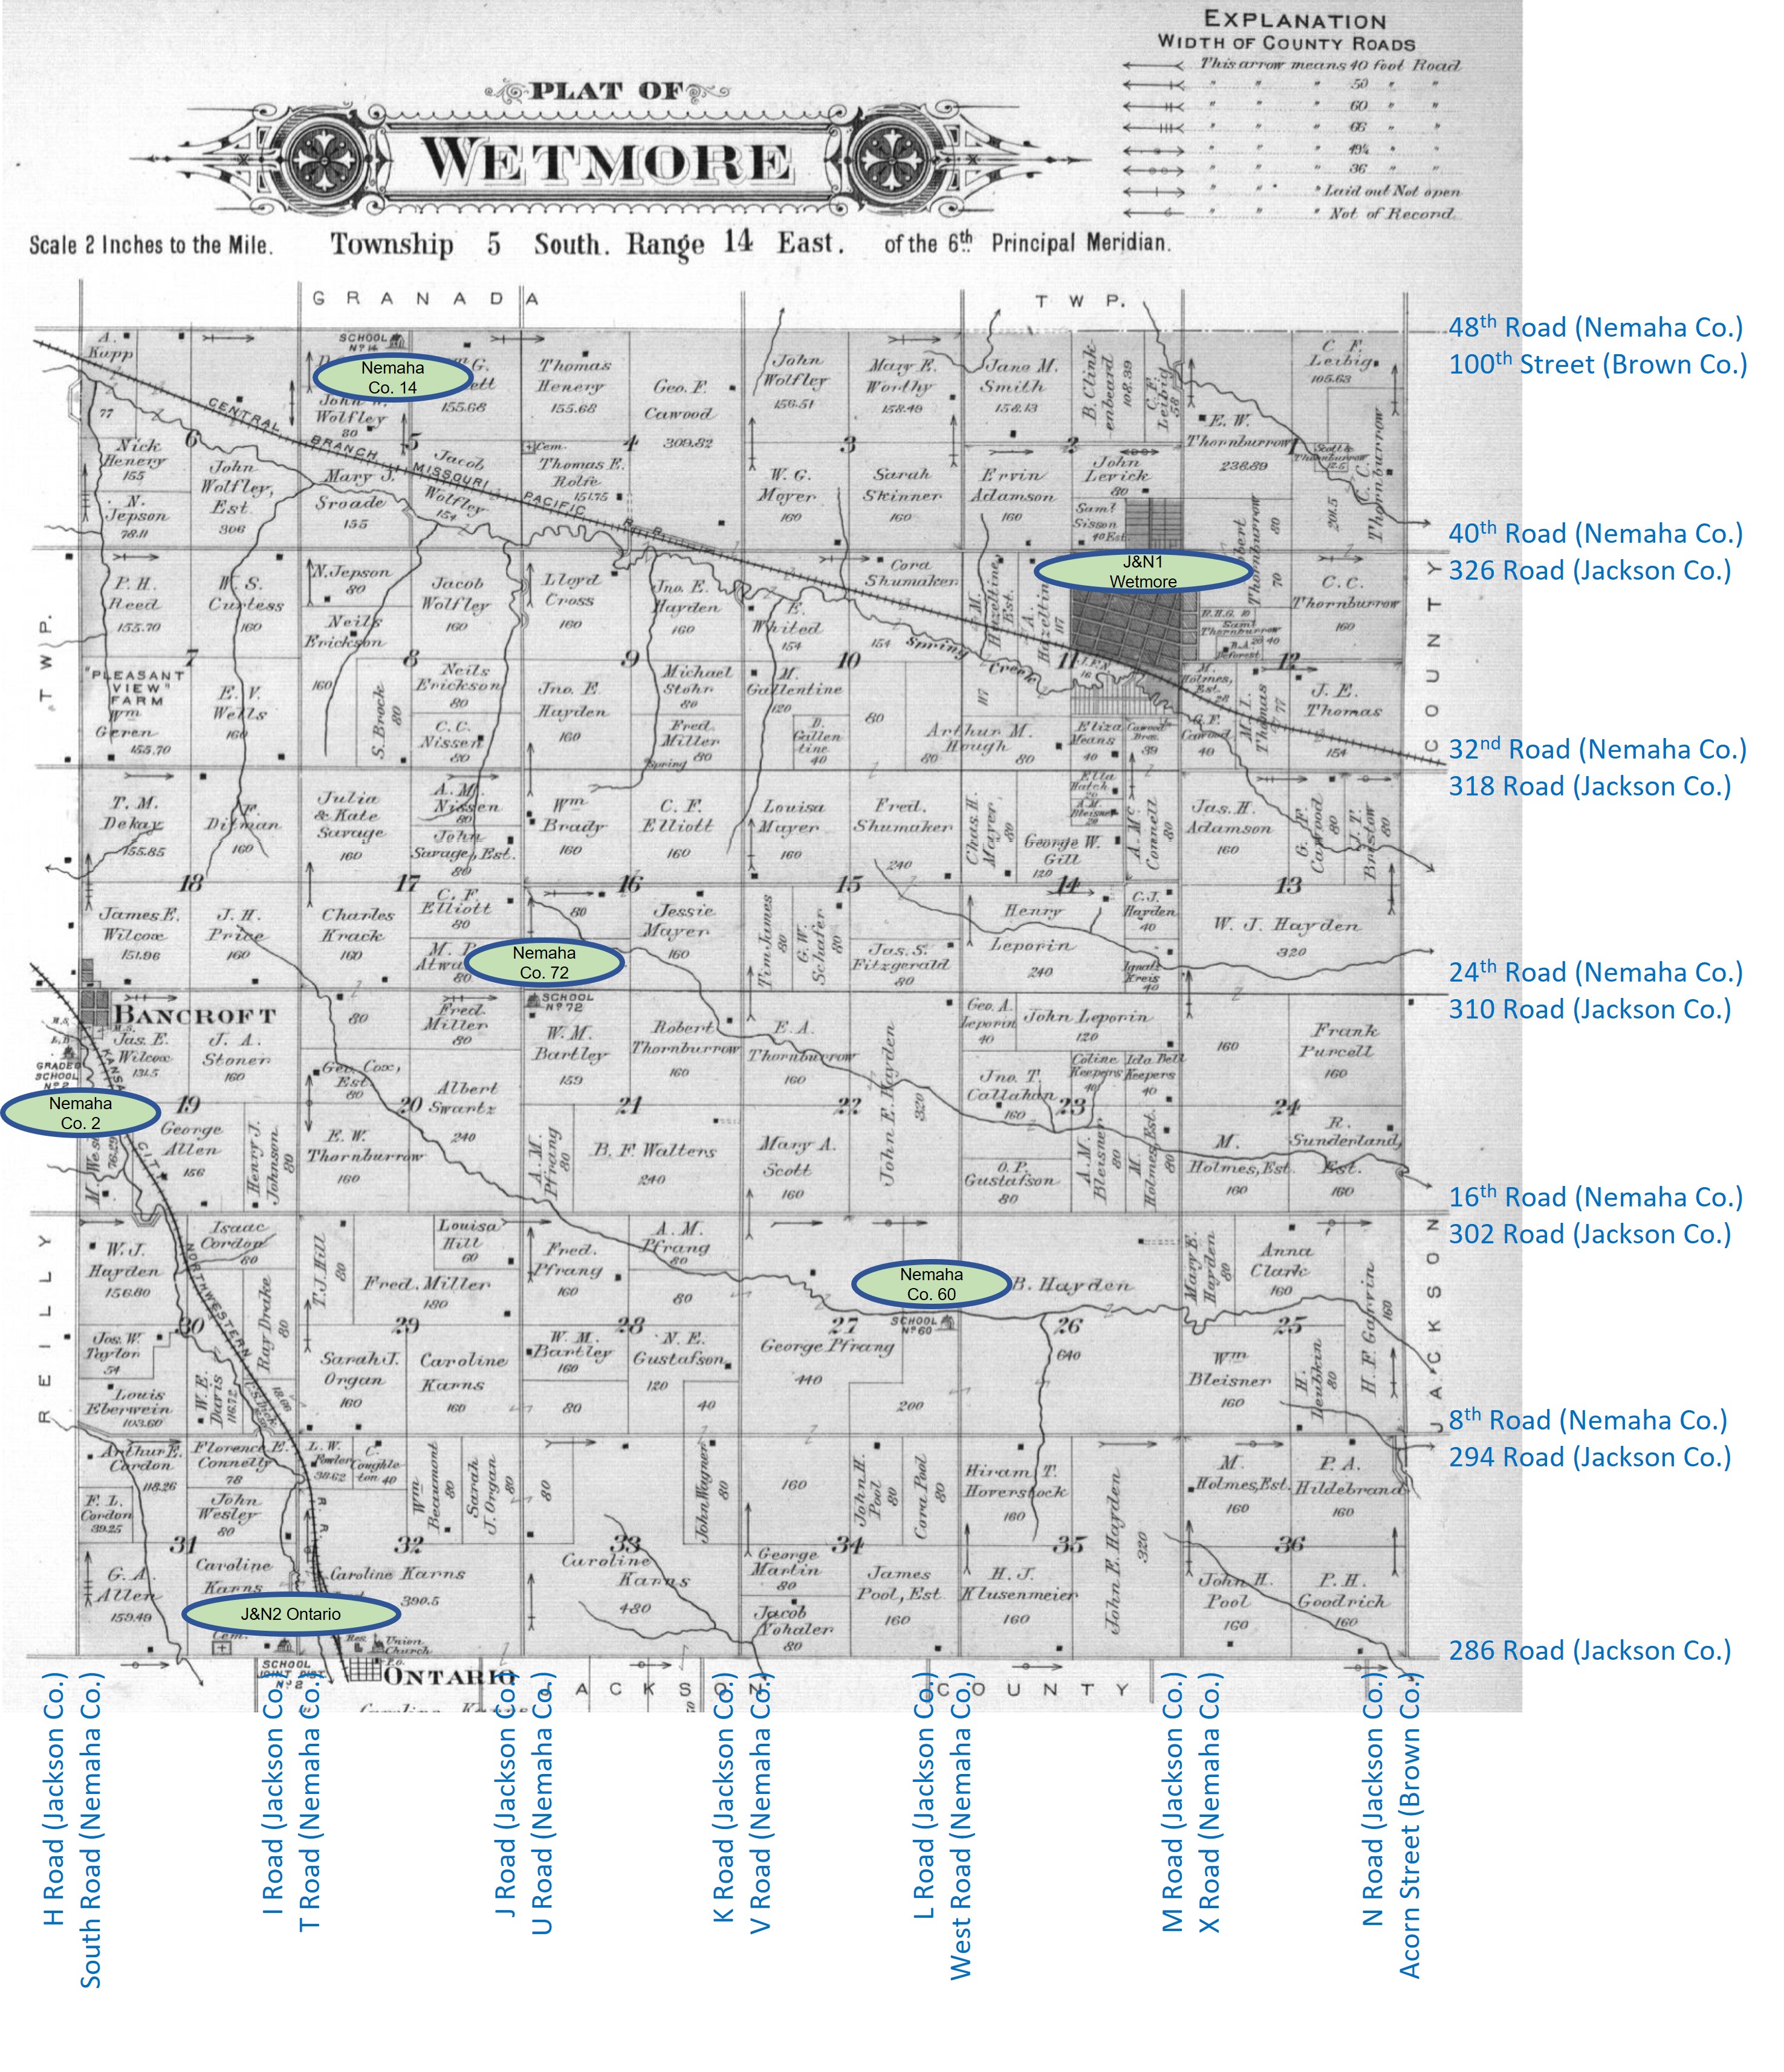 EXPLANATION
WIDTH OF COUNTY ROADS
This arrow means 40 foot Road
" " " 50 " "
" " " 60 " "
" " " 66 " "
" " " 49½ " "
" " " 36 " "
" " " Laid out Not open
" " " Not of Record
PLAT OF
WETMORE
Scale 2 Inches to the Mile. Township 5 South. Range 14 East. of the 6th Principal Meridian.
GRANADA TWP.
48th Road (Nemaha Co.)
100th Street (Brown Co.)
A. Kupp
77
SCHOOL
No 14
Nemaha
Co. 14
John W.
Wolfley
80
155.68
Thomas
Henery
155.68
Geo. F.
Cawood
309.82
John
Wolfley
156.51
Mary E.
Worthy
158.49
Jane M.
Smith
158.13
B. Clinkenbeard
108.39
C. F.
Leibig
58
C. F.
Leibig
105.63
CENTRAL BRANCH MISSOURI PACIFIC R.R.
6
5
4
3
2
1
Nick
Henery
155
N.
Jepson
78.11
John
Wolfley,
Est.
306
Mary J.
Sroade
155
Jacob
Wolfley
154
Cem.
Thomas E.
Rolfe
151.75
W. G.
Moyer
160
Sarah
Skinner
160
Ervin
Adamson
160
John
Levick
80
Saml
Sisson
40 Est.
E. W.
Thornburrow
238.89
201.5
C. C.
Thornburrow
40th Road (Nemaha Co.)
326 Road (Jackson Co.)
P. H.
Reed
155.70
W. S.
Curtess
160
N. Jepson
80
Neils
Erickson
160
Jacob
Wolfley
160
Lloyd
Cross
160
Jno. E.
Hayden
160
E.
Whited
154
Cora
Shumaker
154
J. M.
Hazeltine
Est.
A.
Hazeltine
117
J&N1
Wetmore
Thornburrow
80
70
C. C.
Thornburrow
160
Spring Creek
7
8
9
10
11
12
"PLEASANT
VIEW"
FARM
Wm
Geren
155.70
E. V.
Wells
160
S. Brock
80
Neils
Erickson
80
C. C.
Nissen
80
Jno. E.
Hayden
160
Michael
Stohr
80
Fred.
Miller
80
Spring
M.
Gallentine
120
D.
Gallentine
40
80
Arthur M.
Hough
80
80
117
Eliza
Means
40
Cawood
Bros.
39
M.
Holmes,
Est.
G. F.
Cawood
40
M. L.
Thomas
77
J. E.
Thomas
154
32nd Road (Nemaha Co.)
318 Road (Jackson Co.)
T. M.
Dekay
155.85
F.
Ditman
160
Julia
& Kate
Savage
160
A. M.
Nissen
80
John
Savage, Est.
80
Wm
Brady
160
C. F.
Elliott
160
Louisa
Mayer
160
Fred.
Shumaker
240
Chas. H.
Mayer
80
Ella
Hatch
20
A. M.
Bleisner
20
George W.
Gill
120
A. Mc
Connell
80
Jas. H.
Adamson
160
G. F.
Cawood
80
J. T.
Bristow
80
18
17
16
15
14
13
James E.
Wilcox
151.96
J. H.
Price
160
Charles
Krack
160
C. F.
Elliott
80
80
Nemaha
Co. 72
80
Jessie
Mayer
160
Tim James
80
G. W.
Schafer
80
Jas. S.
Fitzgerald
80
Henry
Leporin
240
C. J.
Hayden
40
Ignatz
Kreis
40
W. J. Hayden
320
24th Road (Nemaha Co.)
310 Road (Jackson Co.)
BANCROFT
GRADED
SCHOOL
No 2
Jas. E.
Wilcox
131.5
J. A.
Stoner
160
80
Fred.
Miller
80
Geo. Cox,
Est.
80
Albert
Swartz
240
SCHOOL
No 72
W. M.
Bartley
159
Robert
Thornburrow
160
E. A.
Thornburrow
160
John E. Hayden
320
Geo. A.
Leporin
40
John Leporin
120
Jno. T.
Callahan
160
Coline
Keepers
40
Ida Bell
Keepers
40
160
Frank
Purcell
160
Nemaha
Co. 2
19
20
21
22
23
24
George
Allen
156
Henry J.
Johnson
80
E. W.
Thornburrow
160
A. M.
Pfrang
80
B. F. Walters
240
Mary A.
Scott
160
O. P.
Gustafson
80
A. M.
Bleisner
80
M.
Holmes, Est.
80
M.
Holmes, Est.
160
R.
Sunderland,
Est.
160
16th Road (Nemaha Co.)
302 Road (Jackson Co.)
W. J.
Hayden
156.80
Isaac
Cordon
80
T. J. Hill
80
Louisa
Hill
60
Fred. Miller
180
Fred.
Pfrang
160
A. M.
Pfrang
80
80
Nemaha
Co. 60
B. Hayden
Mary E.
Hayden
80
Anna
Clark
160
H. F. Garvin
160
SCHOOL
No 60
30
29
28
27
26
25
NORTHWESTERN
Jos. W.
Taylor
54
Louis
Eberwein
103.60
W. E.
Davis
116.72
Ray Drake
80
Sarah J.
Organ
160
Caroline
Karns
160
W. M.
Bartley
160
80
N. E.
Gustafson
120
40
George Pfrang
440
200
640
Wm
Bleisner
160
H.
Leubkin
80
8th Road (Nemaha Co.)
294 Road (Jackson Co.)
Arthur E.
Cordon
118.26
Florence E.
Connelly
78
F. L.
Cordon
39.25
John
Wesley
80
L. W.
Fowler
38.62
C.
Coughleton 40
Wm
Beaumont
80
Sarah
J. Organ
80
80
John Wagner
80
160
John H.
Pool
80
Cora Pool
80
Hiram T.
Hoverstock
160
John E. Hayden
320
M.
Holmes, Est.
160
P. A.
Hildebrand
160
31
32
33
34
35
36
G. A.
Allen
159.49
Caroline
Karns
J&N2 Ontario
Caroline Karns
390.5
Caroline
Karns
480
George
Martin
80
Jacob
Yohaler
80
James
Pool, Est
160
H. J.
Klusenmeier
160
John H.
Pool
160
P. H.
Goodrich
160
286 Road (Jackson Co.)
Cem.
Res.
Union
Church
P.O.
SCHOOL
JOINT DIST.
No 2
ONTARIO
JACKSON COUNTY
Caroline Karns
REILLY TWP.
JACKSON COUNTY
H Road (Jackson Co.)
South Road (Nemaha Co.)
I Road (Jackson Co.)
T Road (Nemaha Co.)
J Road (Jackson Co.)
U Road (Nemaha Co.)
K Road (Jackson Co.)
V Road (Nemaha Co.)
L Road (Jackson Co.)
West Road (Nemaha Co.)
M Road (Jackson Co.)
X Road (Nemaha Co.)
N Road (Jackson Co.)
Acorn Street (Brown Co.)